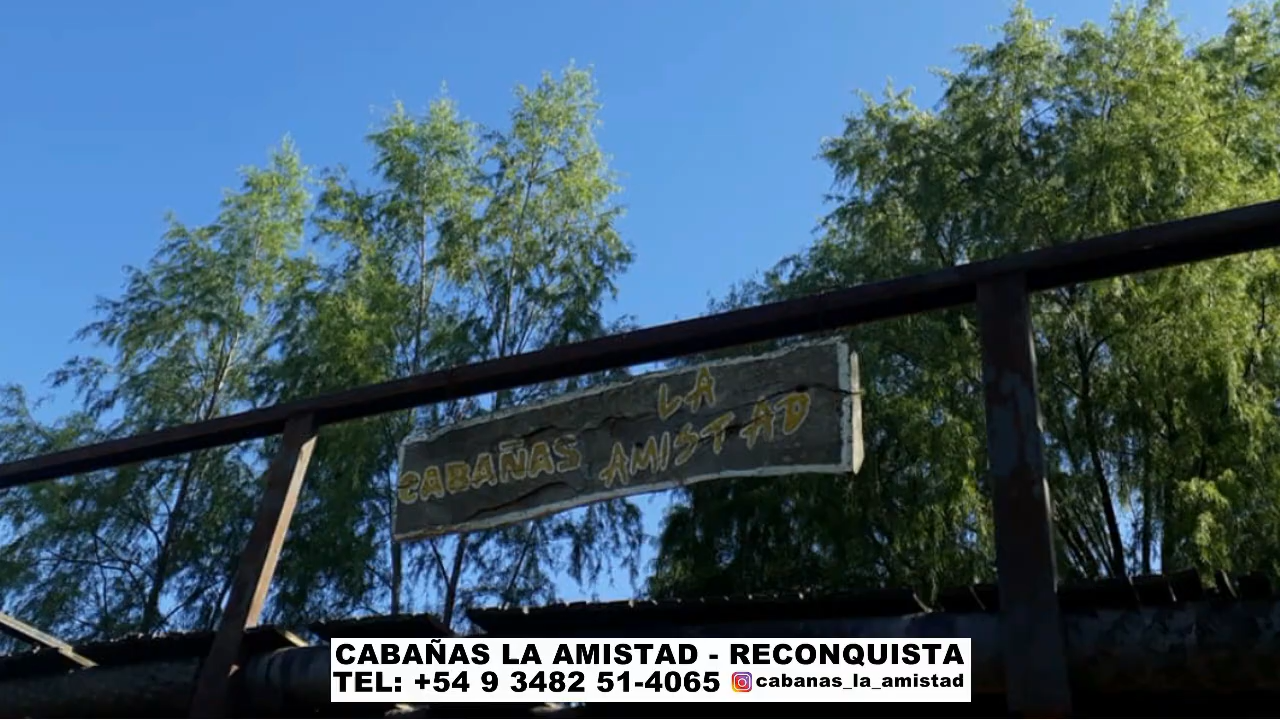 LA
CABAÑAS AMISTAD
CABAÑAS LA AMISTAD - RECONQUISTA
TEL: +54 9 3482 51-4065 cabanas_la_amistad